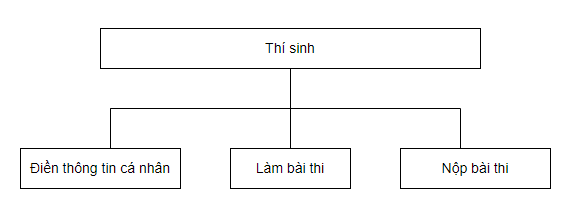 Thí sinh
Điền thông tin cá nhân
Làm bài thi
Nộp bài thi